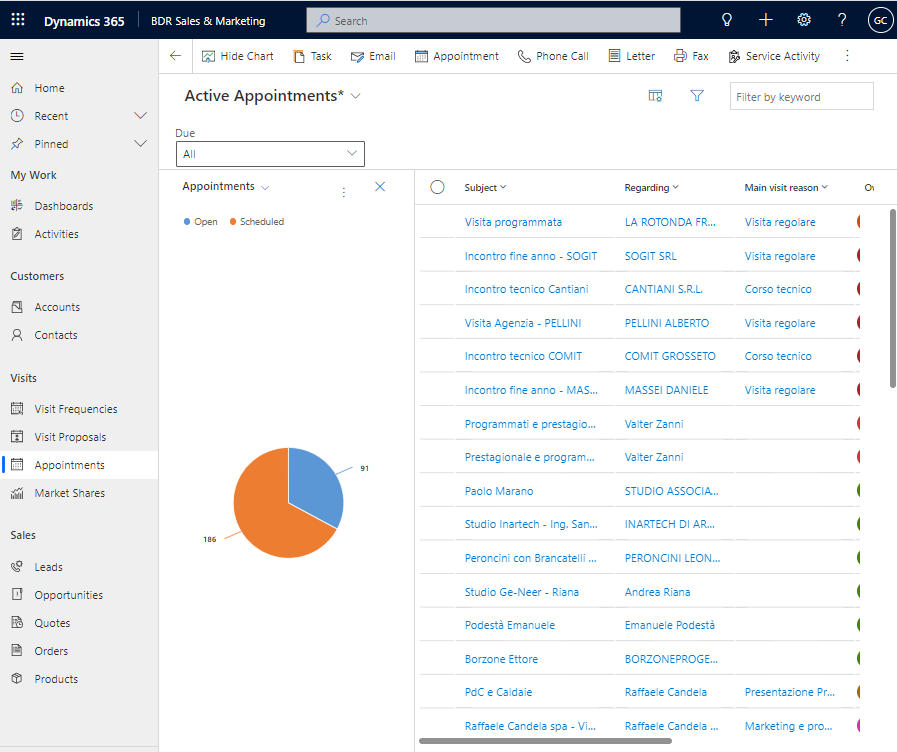 Dynamics 365 BDR Sales & Marketing Search ? GC
Hide Chart Task Email Appointment Phone Call Letter Fax Service Activity
Home
Recent
Pinned
My Work
Dashboards
Activities
Customers
Accounts
Contacts
Visits
Visit Frequencies
Visit Proposals
Appointments
Market Shares
Sales
Leads
Opportunities
Quotes
Orders
Products
Active Appointments* Filter by keyword
Due
All
Appointments
Open Scheduled
91
186
Subject Regarding Main visit reason
Visita programmata LA ROTONDA FR... Visita regolare
Incontro fine anno - SOGIT SOGIT SRL Visita regolare
Incontro tecnico Cantiani CANTIANI S.R.L. Corso tecnico
Visita Agenzia - PELLINI PELLINI ALBERTO Visita regolare
Incontro tecnico COMIT COMIT GROSSETO Corso tecnico
Incontro fine anno - MAS... MASSEI DANIELE Visita regolare
Programmati e prestagio... Valter Zanni
Prestagionale e program... Valter Zanni
Paolo Marano STUDIO ASSOCIA...
Studio Inartech - Ing. San... INARTECH DI AR...
Peroncini con Brancatelli ... PERONCINI LEON...
Studio Ge-Neer - Riana Andrea Riana
Podestà Emanuele Emanuele Podestà
Borzone Ettore BORZONEPROGE...
PdC e Caldaie Raffaele Candela Presentazione Pr...
Raffaele Candela spa - Vi... Raffaele Candela ... Marketing e pro...